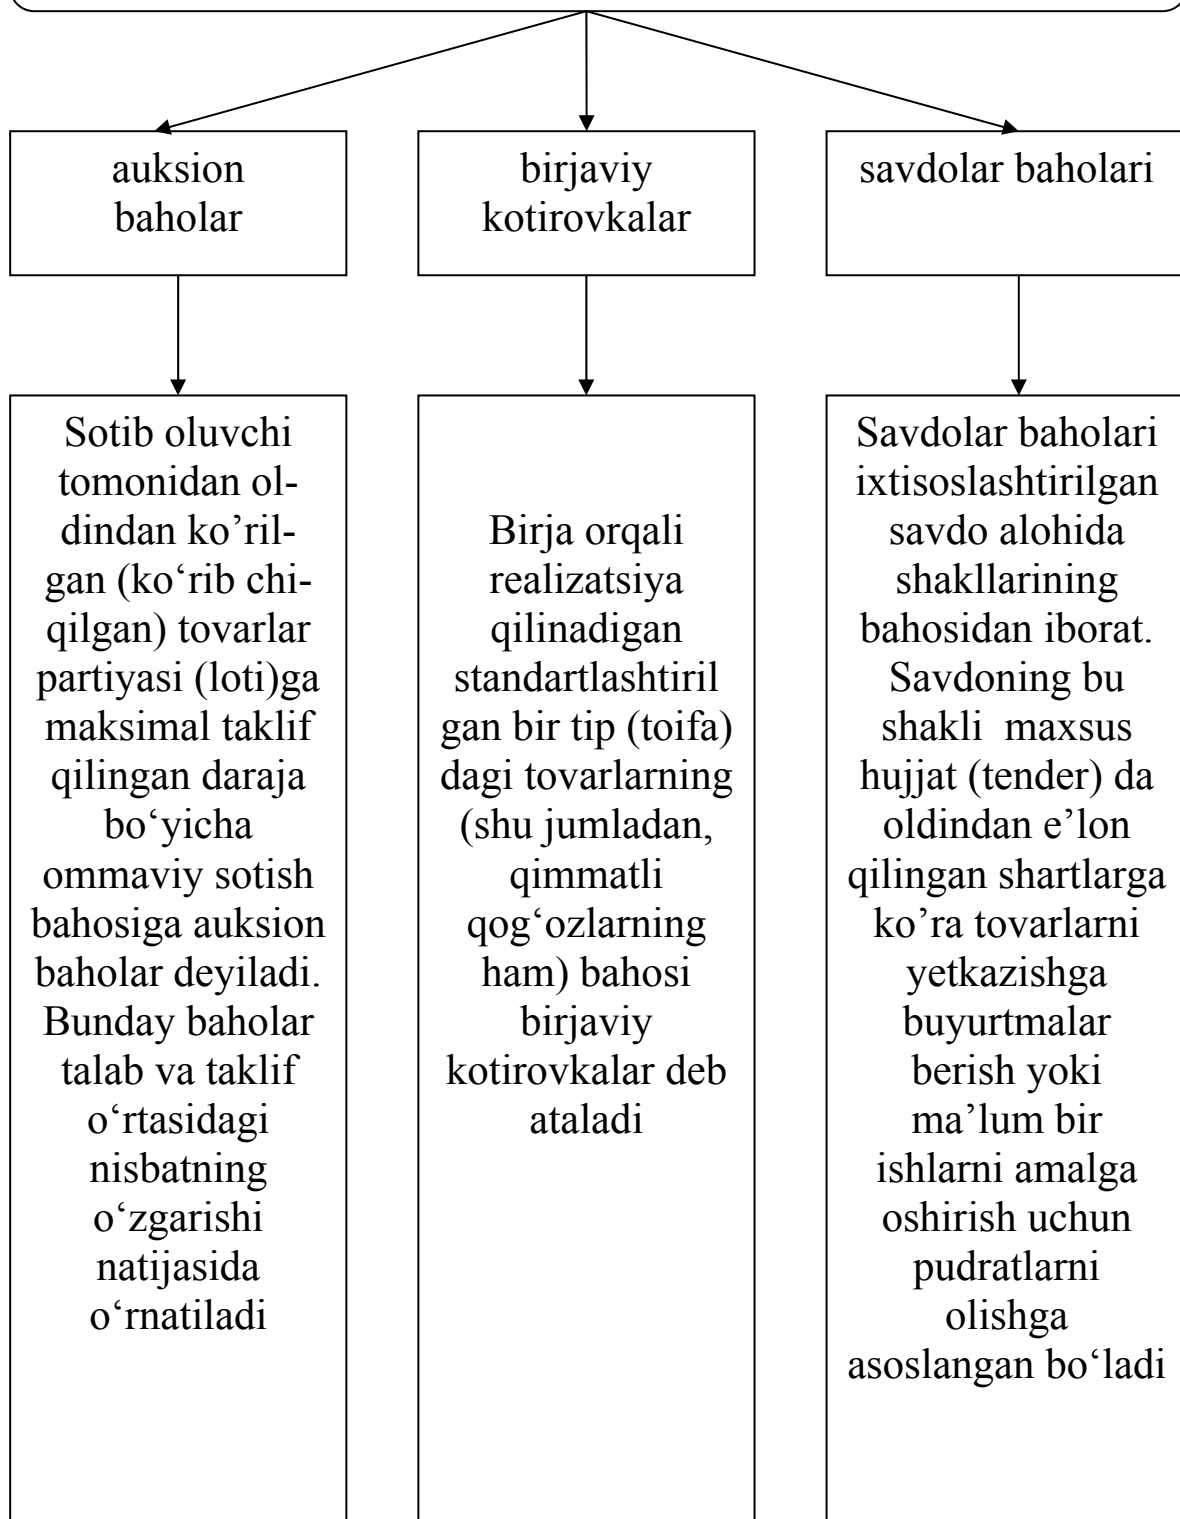 auksion
baholar
birjaviy
kotirovkalar
savdolar baholari
Sotib oluvchi
tomonidan ol-
dindan ko’ril-
gan (ko‘rib chi-
qilgan) tovarlar
partiyasi (loti)ga
maksimal taklif
qilingan daraja
bo‘yicha
ommaviy sotish
bahosiga auksion
baholar deyiladi.
Bunday baholar
talab va taklif
o‘rtasidagi
nisbatning
o‘zgarishi
natijasida
o‘rnatiladi
Birja orqali
realizatsiya
qilinadigan
standartlashtiril
gan bir tip (toifa)
dagi tovarlarning
(shu jumladan,
qimmatli
qog‘ozlarning
ham) bahosi
birjaviy
kotirovkalar deb
ataladi
Savdolar baholari
ixtisoslashtirilgan
savdo alohida
shakllarining
bahosidan iborat.
Savdoning bu
shakli  maxsus
hujjat (tender) da
oldindan e’lon
qilingan shartlarga
ko’ra tovarlarni
yetkazishga
buyurtmalar
berish yoki
ma’lum bir
ishlarni amalga
oshirish uchun
pudratlarni
olishga
asoslangan bo‘ladi